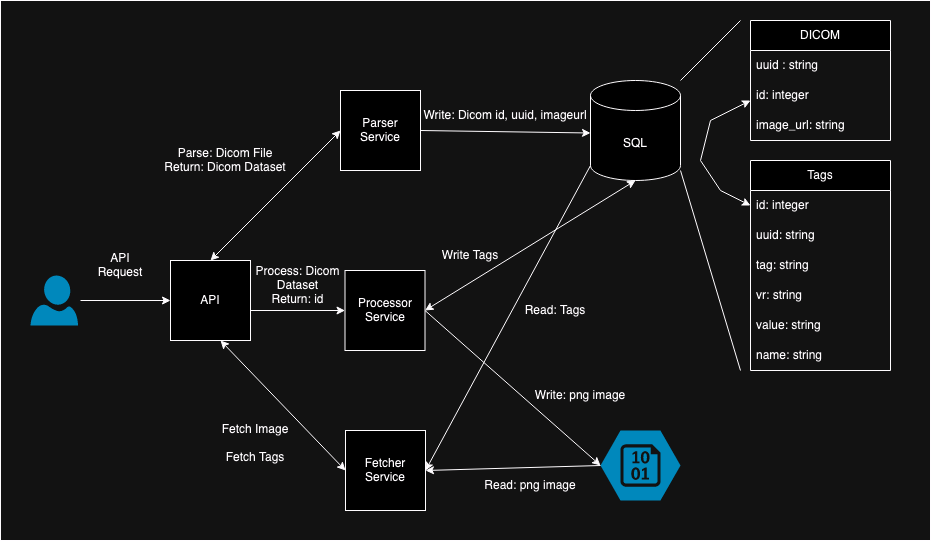 DICOM
uuid : string
id: integer
image_url: string
Parser
Service
Write: Dicom id, uuid, imageurl
SQL
Parse: Dicom File
Return: Dicom Dataset
Tags
id: integer
uuid: string
tag: string
vr: string
value: string
name: string
API
Request
API
Process: Dicom
Dataset
Return: id
Processor
Service
Write Tags
Read: Tags
Write: png image
Fetch Image
Fetch Tags
Fetcher
Service
Read: png image
10
01